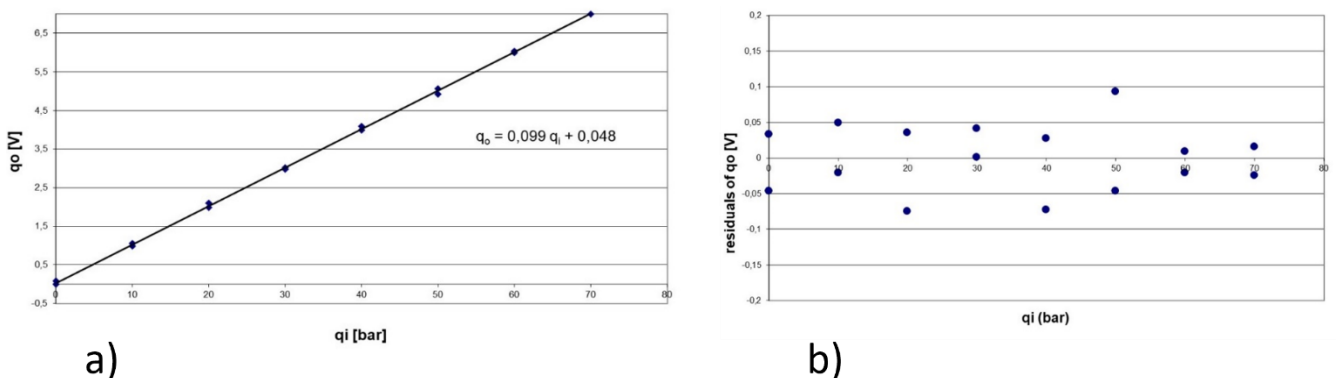 6,5
5,5
4,5
3,5
2,5
1,5
0,5
-0,5
0 10 20 30 40 50 60 70 80
qo [V]
qₒ = 0,099 qᵢ + 0,048
qi [bar]
a)
0,2
0,15
0,1
0,05
0
-0,05
-0,1
-0,15
-0,2
0 10 20 30 40 50 60 70 80
residuals of qo [V]
qi (bar)
b)